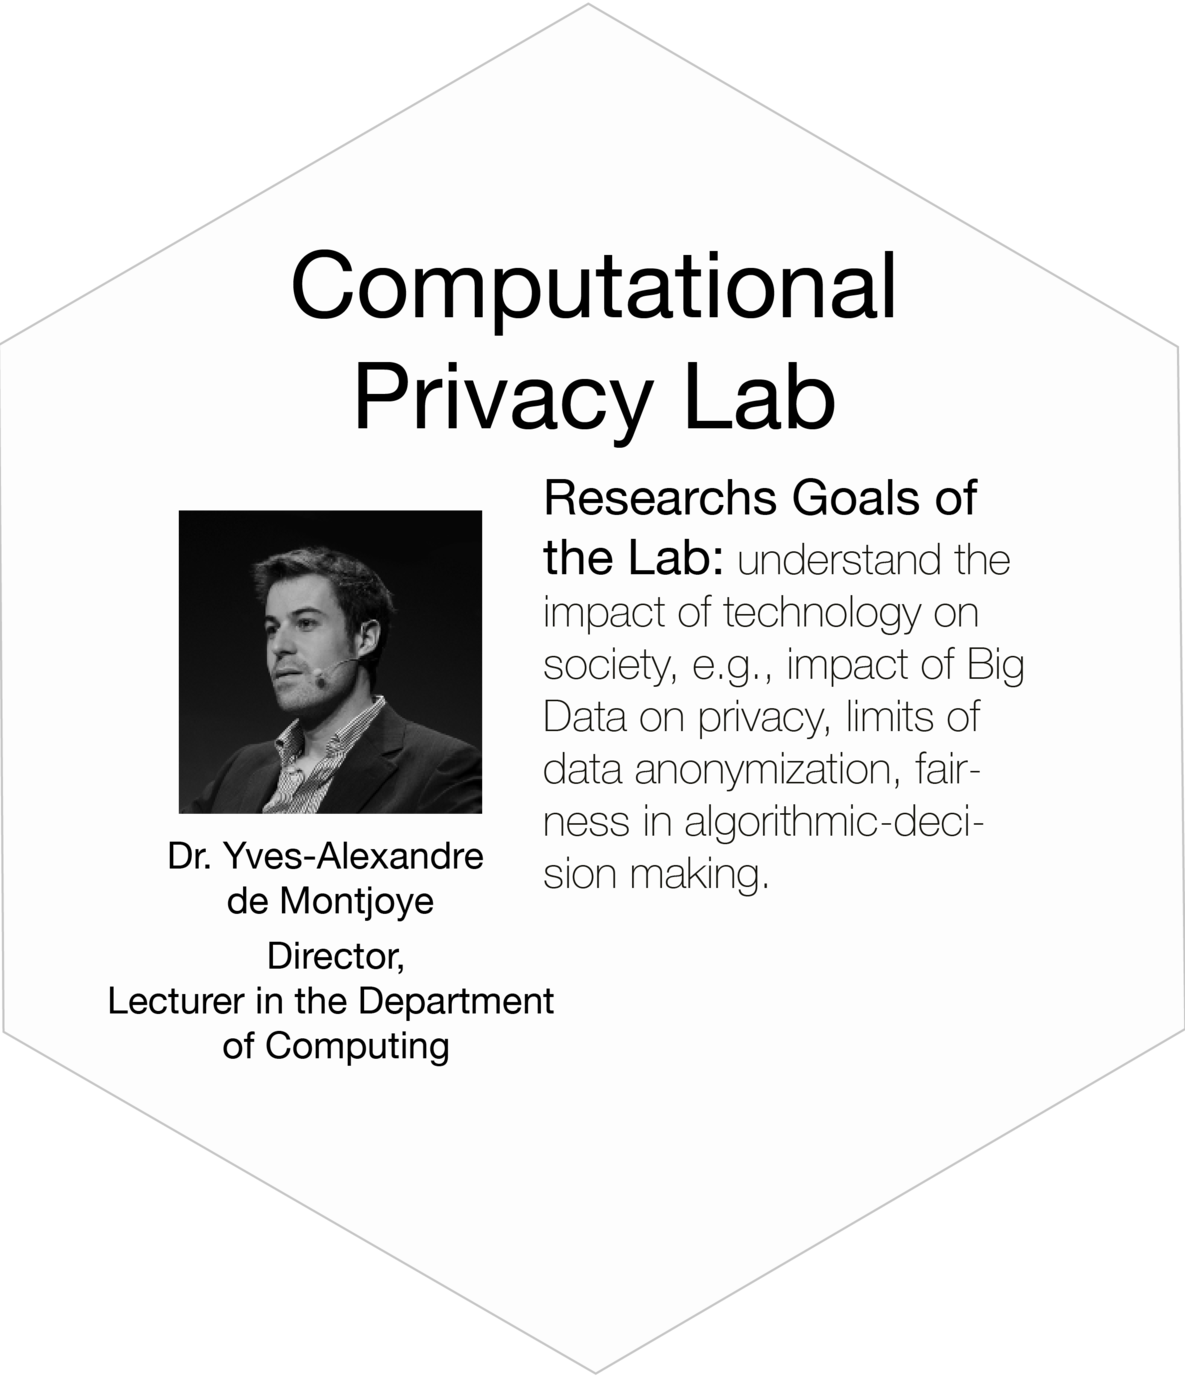 Computational
Privacy Lab
Researchs Goals of
the Lab: understand the
impact of technology on
society, e.g., impact of Big
Data on privacy, limits of
data anonymization, fair-
ness in algorithmic-deci-
sion making.
Dr. Yves-Alexandre
de Montjoye
Director,
Lecturer in the Department
of Computing